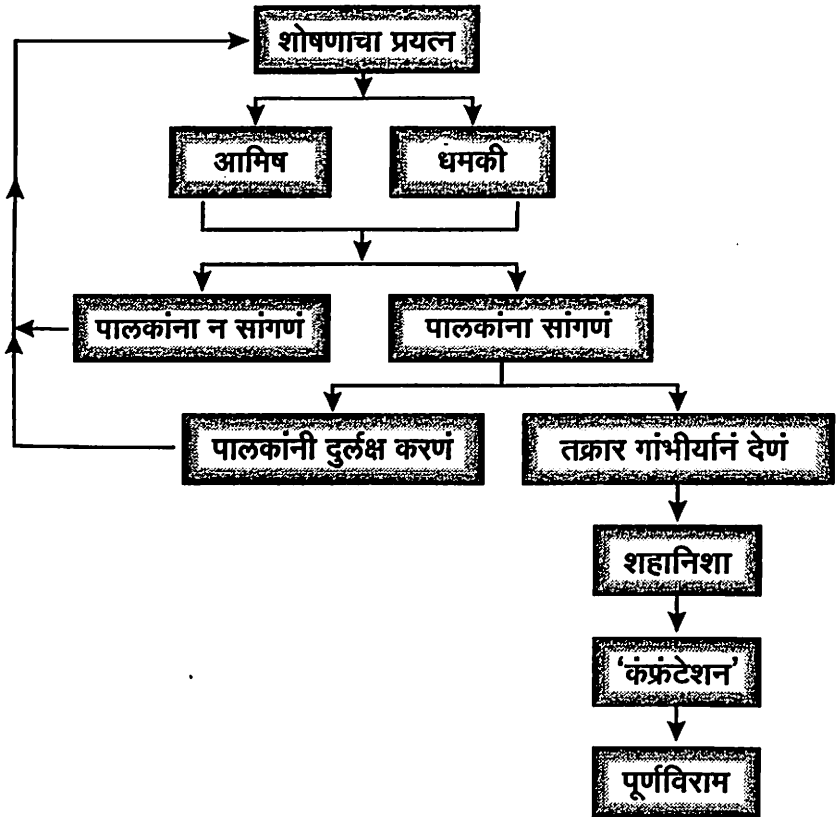 शोषणाचा प्रयत्न
आमिष
धमकी
पालकांना न सांगणं
पालकांना सांगणं
पालकांनी दुर्लक्ष करणं
तक्रार गांभीर्यानं देणं
शहानिशा
‘कंफ्रंटेशन’
पूर्णविराम